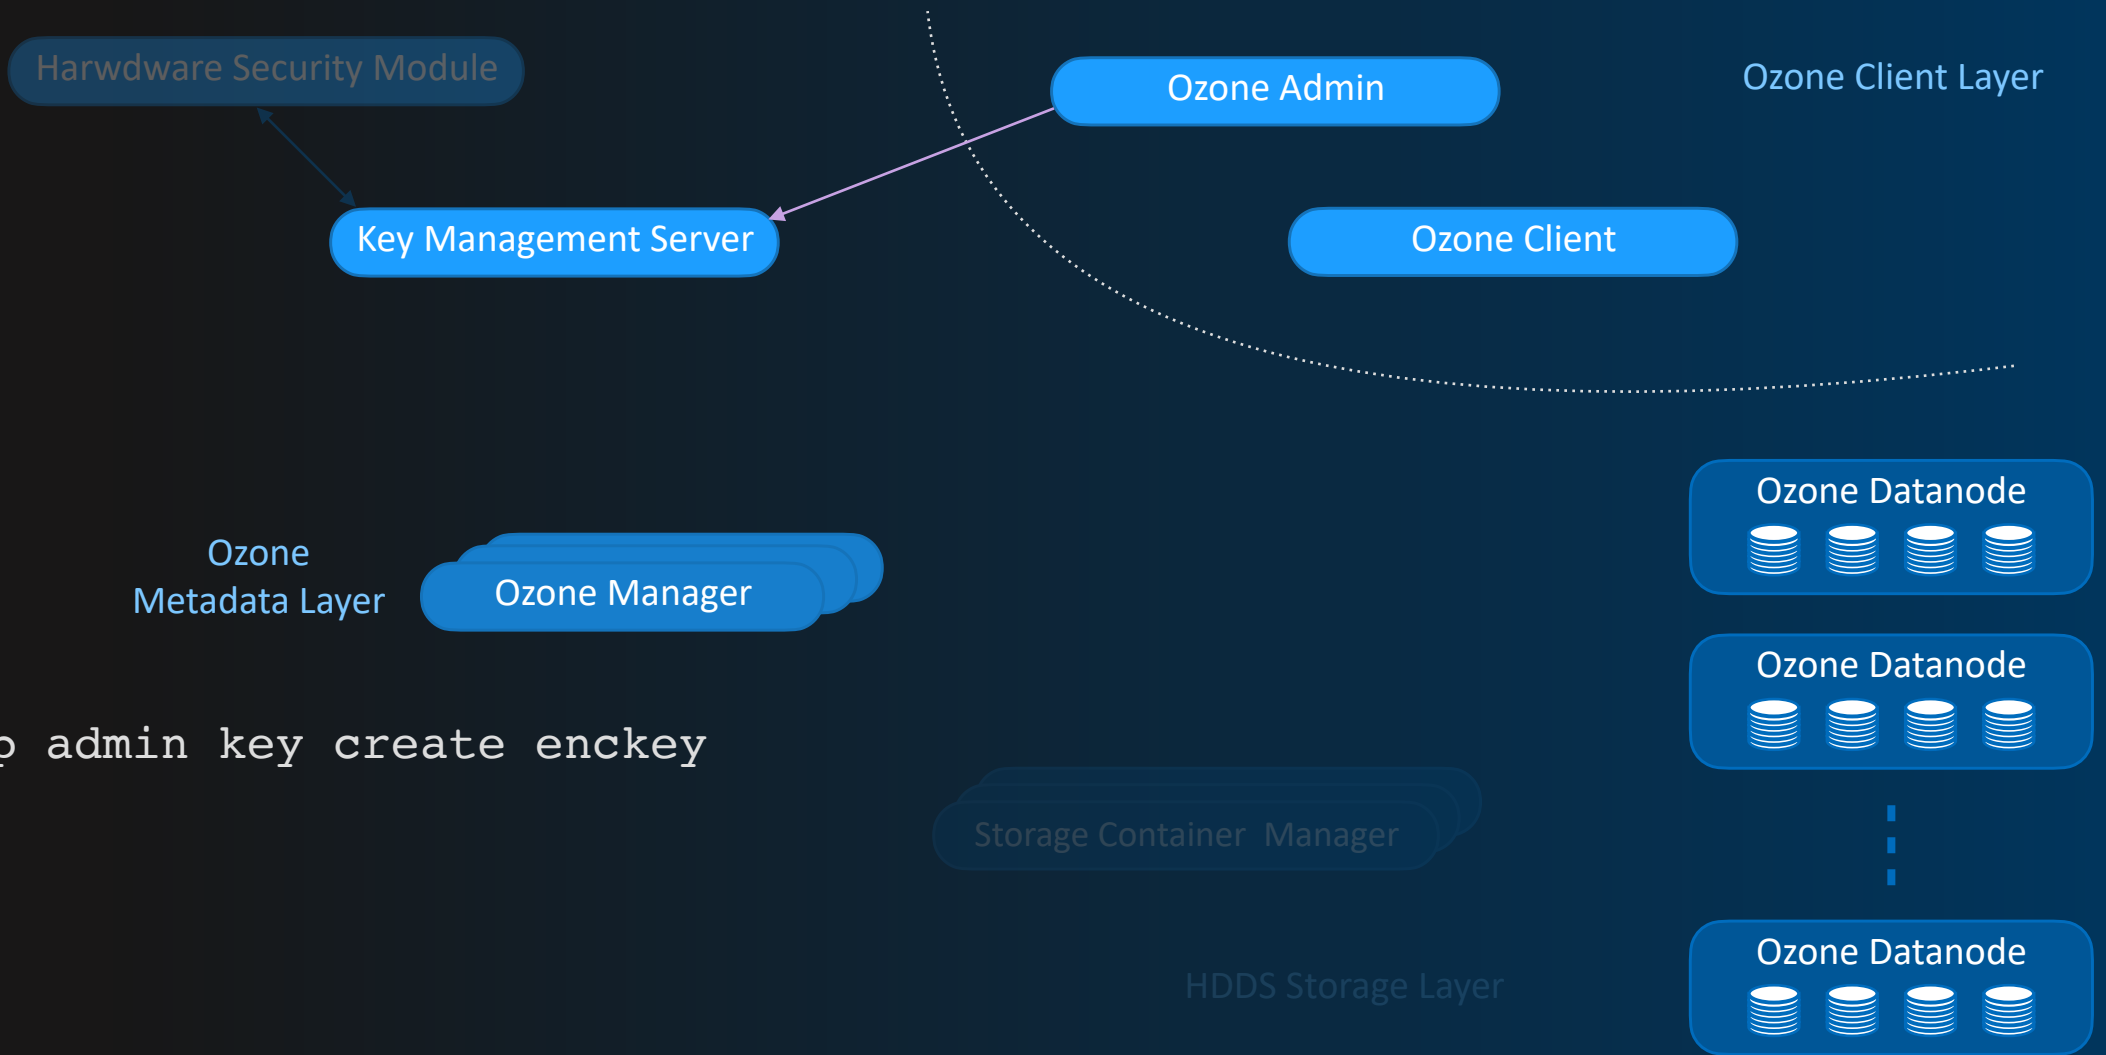 Harwdware Security Module
Ozone Admin
Ozone Client Layer
Key Management Server
Ozone Client
Ozone Datanode
Ozone
Metadata Layer
Ozone Manager
Ozone Datanode
admin key create enckey
Storage Container  Manager
Ozone Datanode
HDDS Storage Layer